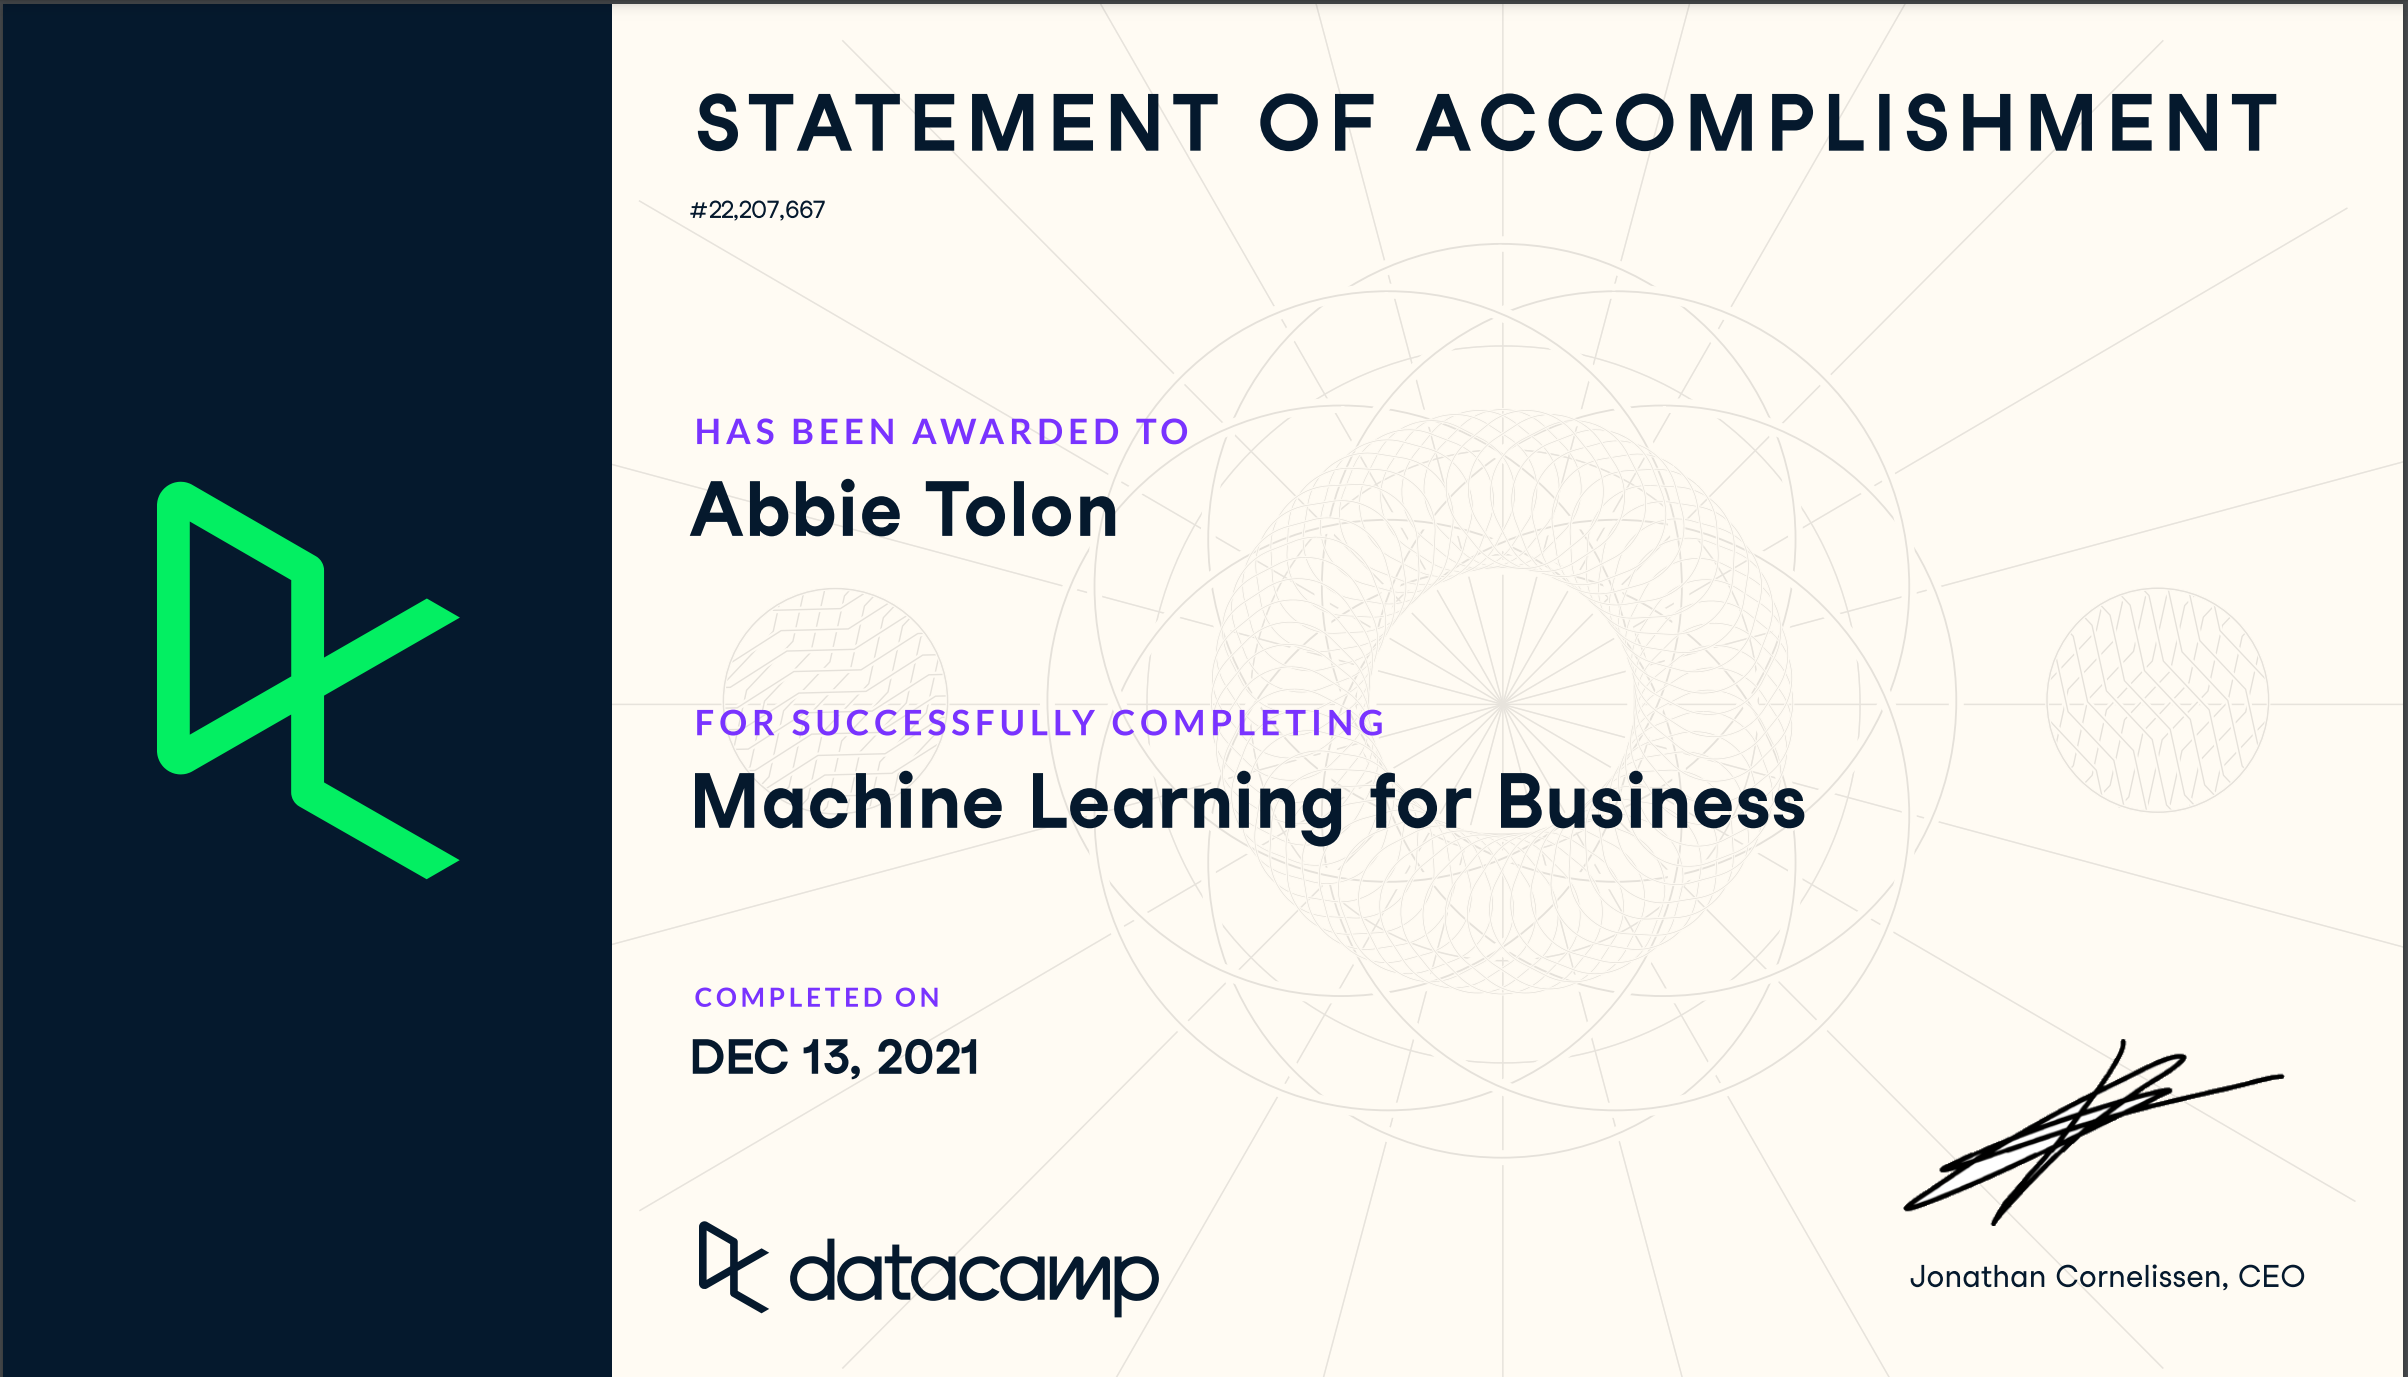 STATEMENT OF ACCOMPLISHMENT
#22,207,667
HAS BEEN AWARDED TO
Abbie Tolon
FOR SUCCESSFULLY COMPLETING
Machine Learning for Business
COMPLETED ON
DEC 13, 2021
datacamp
Jonathan Cornelissen, CEO